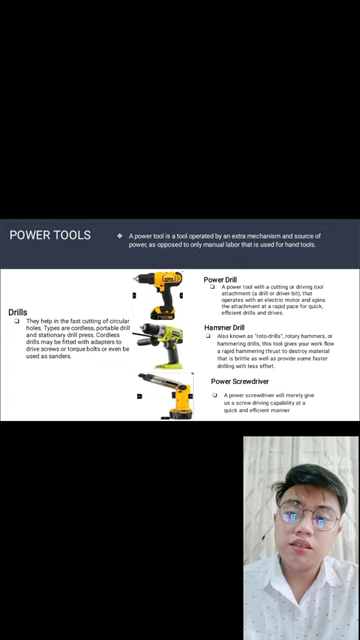 POWER TOOLS
❖ A power tool is a tool operated by an extra mechanism and source of
power, as opposed to only manual labor that is used for hand tools.
Drills
❏ They help in the fast cutting of circular
holes. Types are cordless, portable drill
and stationary drill press. Cordless
drills may be fitted with adapters to
drive screws or torque bolts or even be
used as sanders.
Power Drill
❏ A power tool with a cutting or driving tool
attachment (a drill or driver bit), that
operates with an electric motor and spins
the attachment at a rapid pace for quick,
efficient drills and drives.
Hammer Drill
❏ Also known as "roto-drills", rotary hammers, or
hammering drills, this tool gives your work flow
a rapid hammering thrust to destroy material
that is brittle as well as provide some faster
drilling with less effort.
Power Screwdriver
❏ A power screwdriver will merely give
us a screw driving capability at a
quick and efficient manner